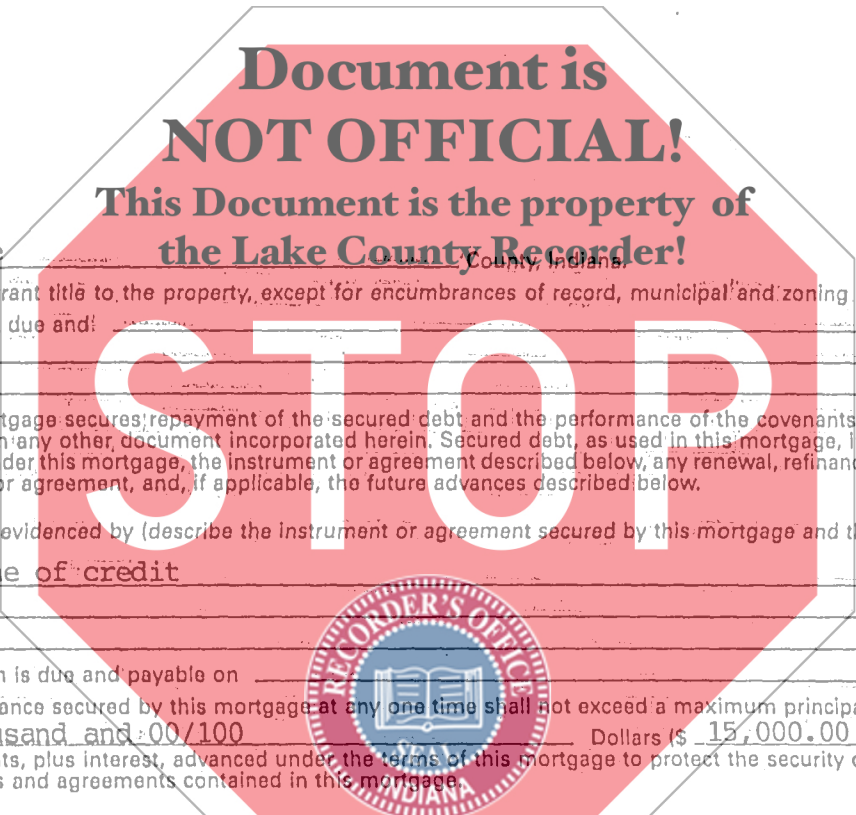 Document is
NOT OFFICIAL!
This Document is the property of
the Lake County Recorder!
County, Indiana.
rant title to the property, except for encumbrances of record, municipal and zoning
due and
STOP
tgage secures repayment of the secured debt and the performance of the covenants
any other document incorporated herein. Secured debt, as used in this mortgage, i
der this mortgage, the instrument or agreement described below, any renewal, refinanc
or agreement, and, if applicable, the future advances described below.
evidenced by (describe the instrument or agreement secured by this mortgage and th
e of credit
RECORDER'S OFFICE
n is due and payable on
ance secured by this mortgage at any one time shall not exceed a maximum principa
usand and 00/100 Dollars ($ 15,000.00
SEAL
nts, plus interest, advanced under the terms of this mortgage to protect the security o
s and agreements contained in this mortgage.
INDIANA